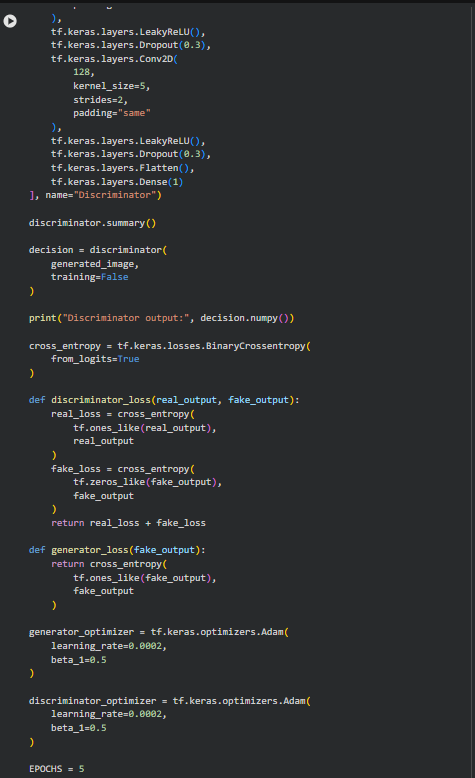 ),
tf.keras.layers.LeakyReLU(),
tf.keras.layers.Dropout(0.3),
tf.keras.layers.Conv2D(
128,
kernel_size=5,
strides=2,
padding="same"
),
tf.keras.layers.LeakyReLU(),
tf.keras.layers.Dropout(0.3),
tf.keras.layers.Flatten(),
tf.keras.layers.Dense(1)
], name="Discriminator")
discriminator.summary()
decision = discriminator(
generated_image,
training=False
)
print("Discriminator output:", decision.numpy())
cross_entropy = tf.keras.losses.BinaryCrossentropy(
from_logits=True
)
def discriminator_loss(real_output, fake_output):
real_loss = cross_entropy(
tf.ones_like(real_output),
real_output
)
fake_loss = cross_entropy(
tf.zeros_like(fake_output),
fake_output
)
return real_loss + fake_loss
def generator_loss(fake_output):
return cross_entropy(
tf.ones_like(fake_output),
fake_output
)
generator_optimizer = tf.keras.optimizers.Adam(
learning_rate=0.0002,
beta_1=0.5
)
discriminator_optimizer = tf.keras.optimizers.Adam(
learning_rate=0.0002,
beta_1=0.5
)
EPOCHS = 5